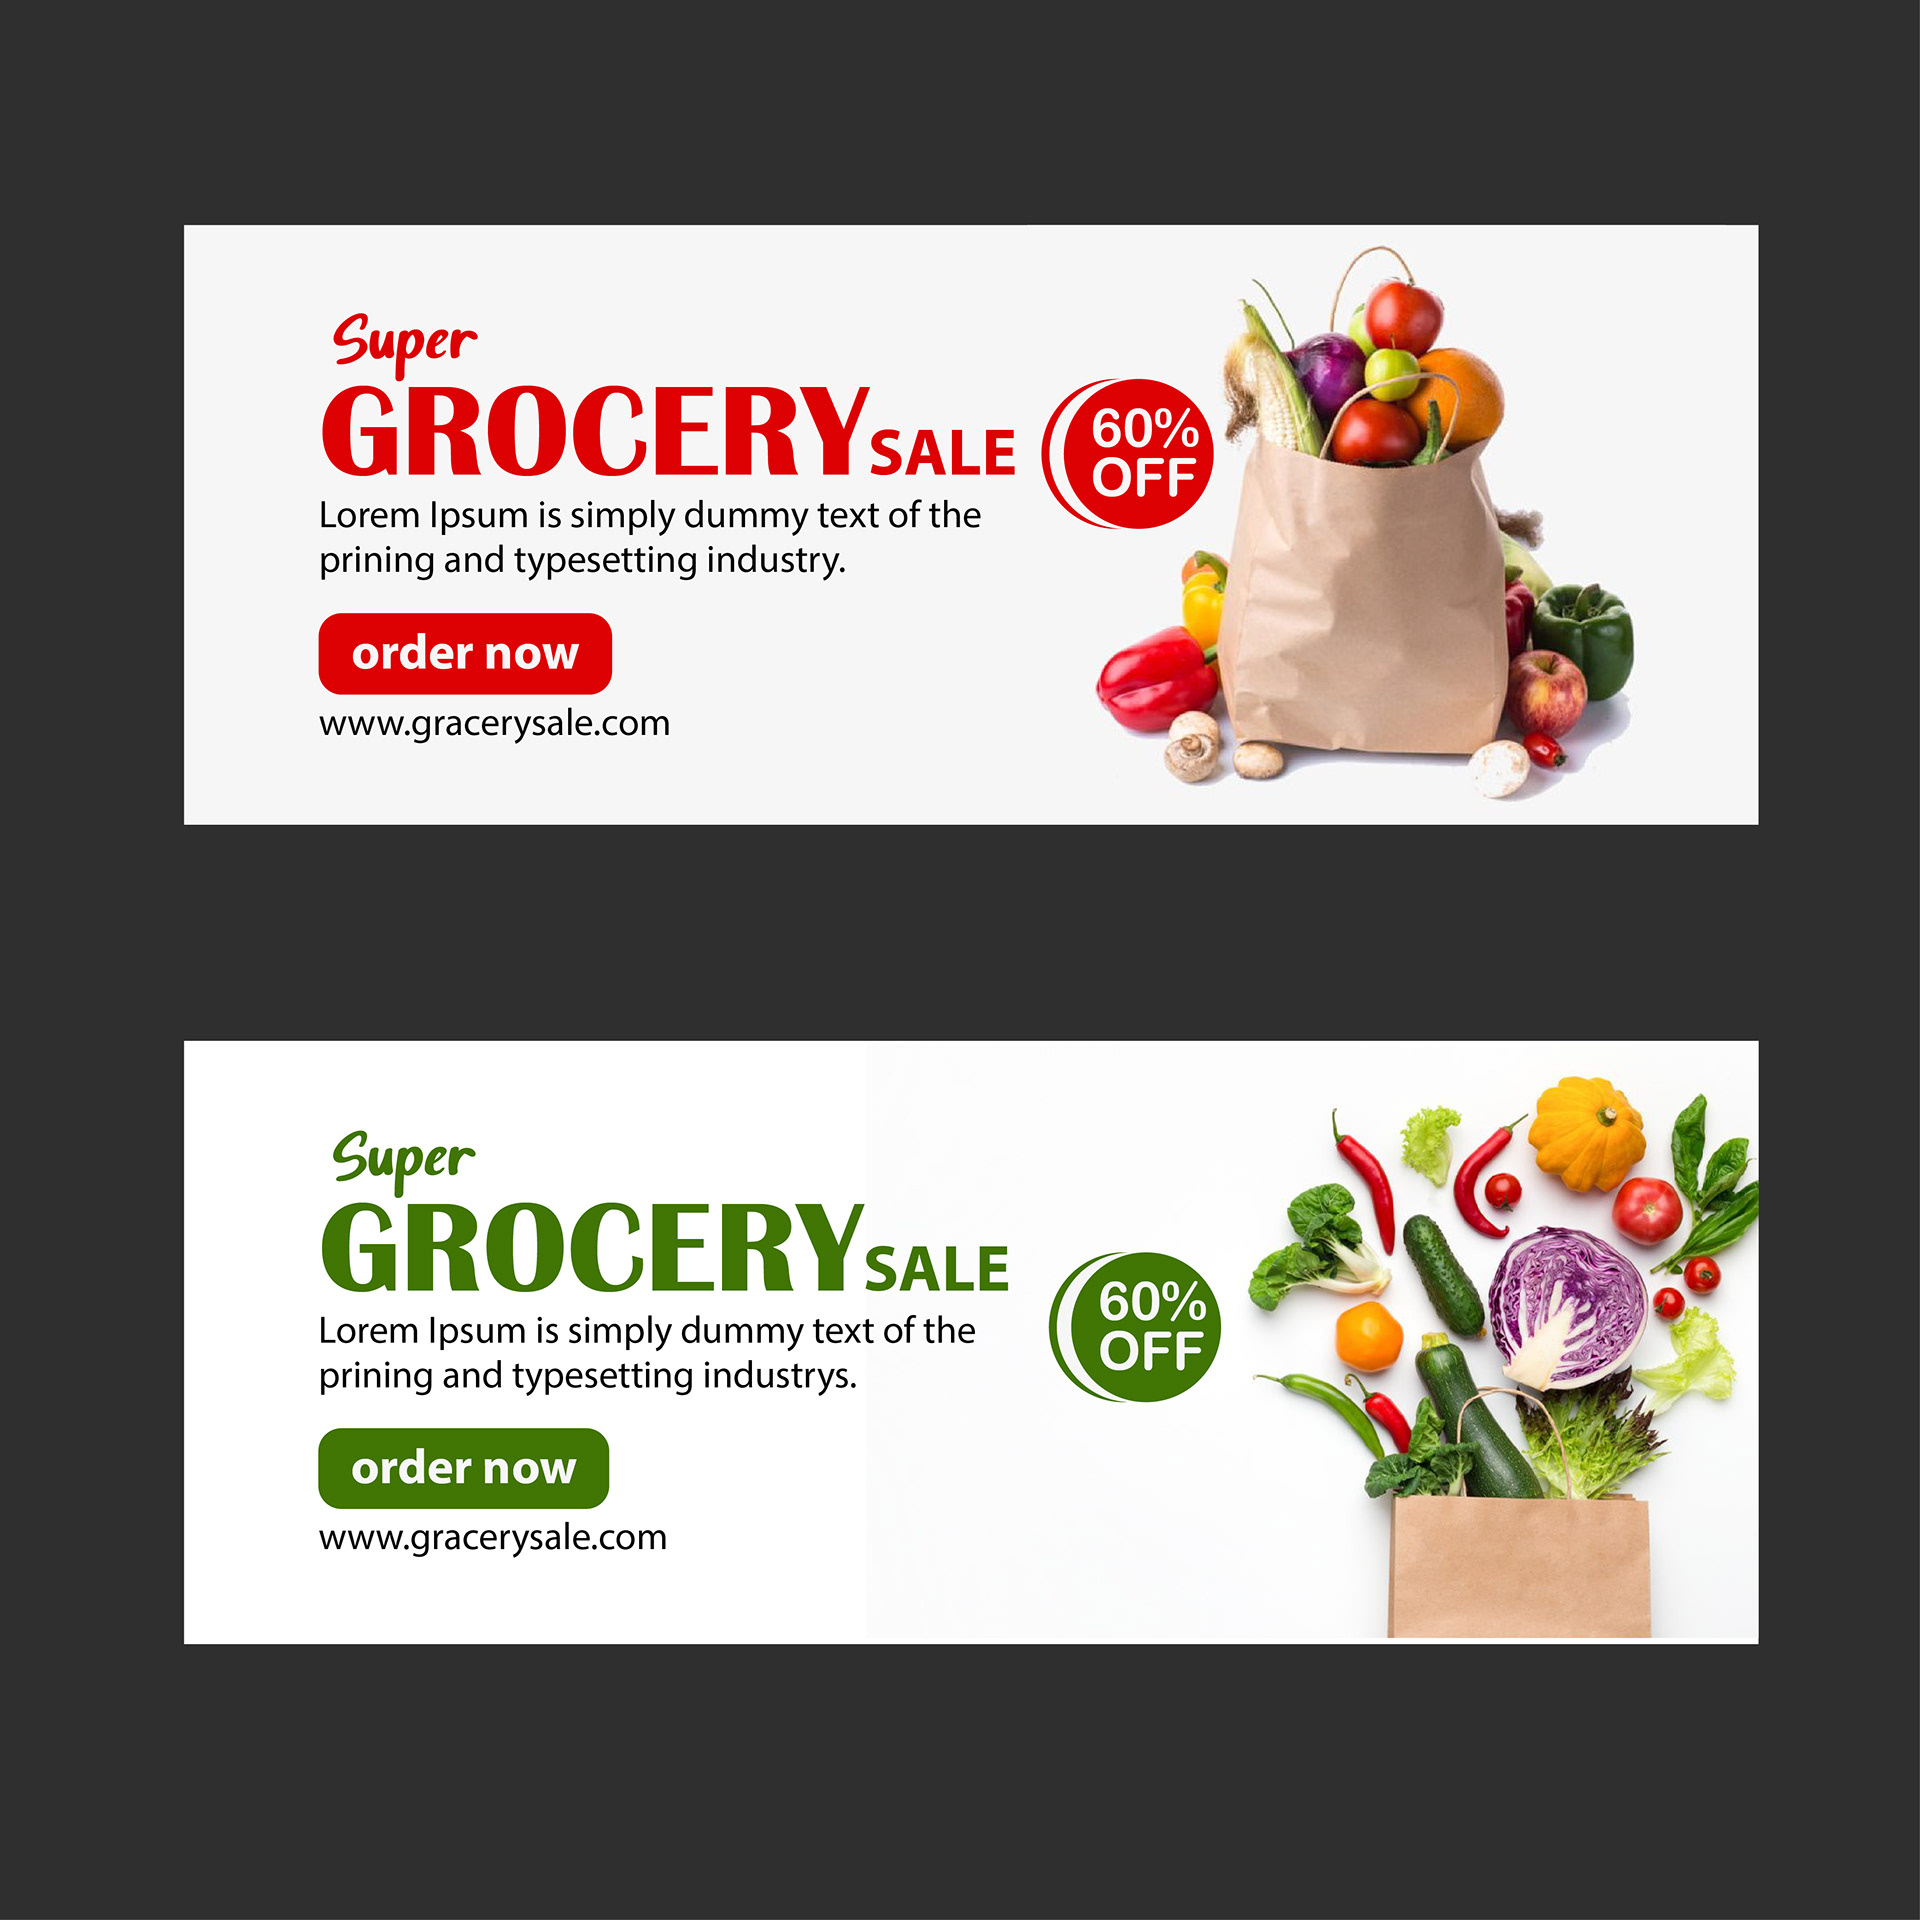 Super
GROCERY SALE
60%
OFF
Lorem Ipsum is simply dummy text of the
prining and typesetting industry.
order now
www.gracerysale.com
Super
GROCERY SALE
60%
OFF
Lorem Ipsum is simply dummy text of the
prining and typesetting industrys.
order now
www.gracerysale.com